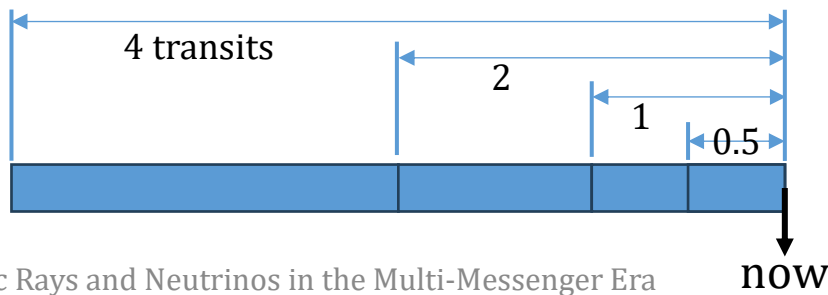 4 transits
2
1
0.5
Rays and Neutrinos in the Multi-Messenger Era
now